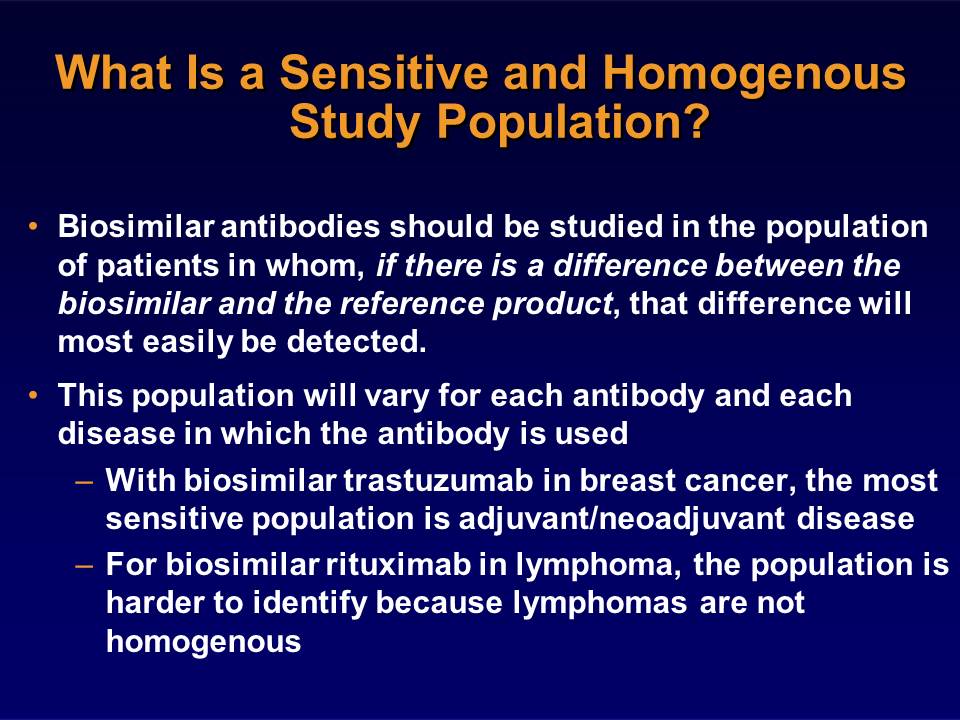 What Is a Sensitive and Homogenous
Study Population?
• Biosimilar antibodies should be studied in the population
of patients in whom, if there is a difference between the
biosimilar and the reference product, that difference will
most easily be detected.
• This population will vary for each antibody and each
disease in which the antibody is used
– With biosimilar trastuzumab in breast cancer, the most
sensitive population is adjuvant/neoadjuvant disease
– For biosimilar rituximab in lymphoma, the population is
harder to identify because lymphomas are not
homogenous